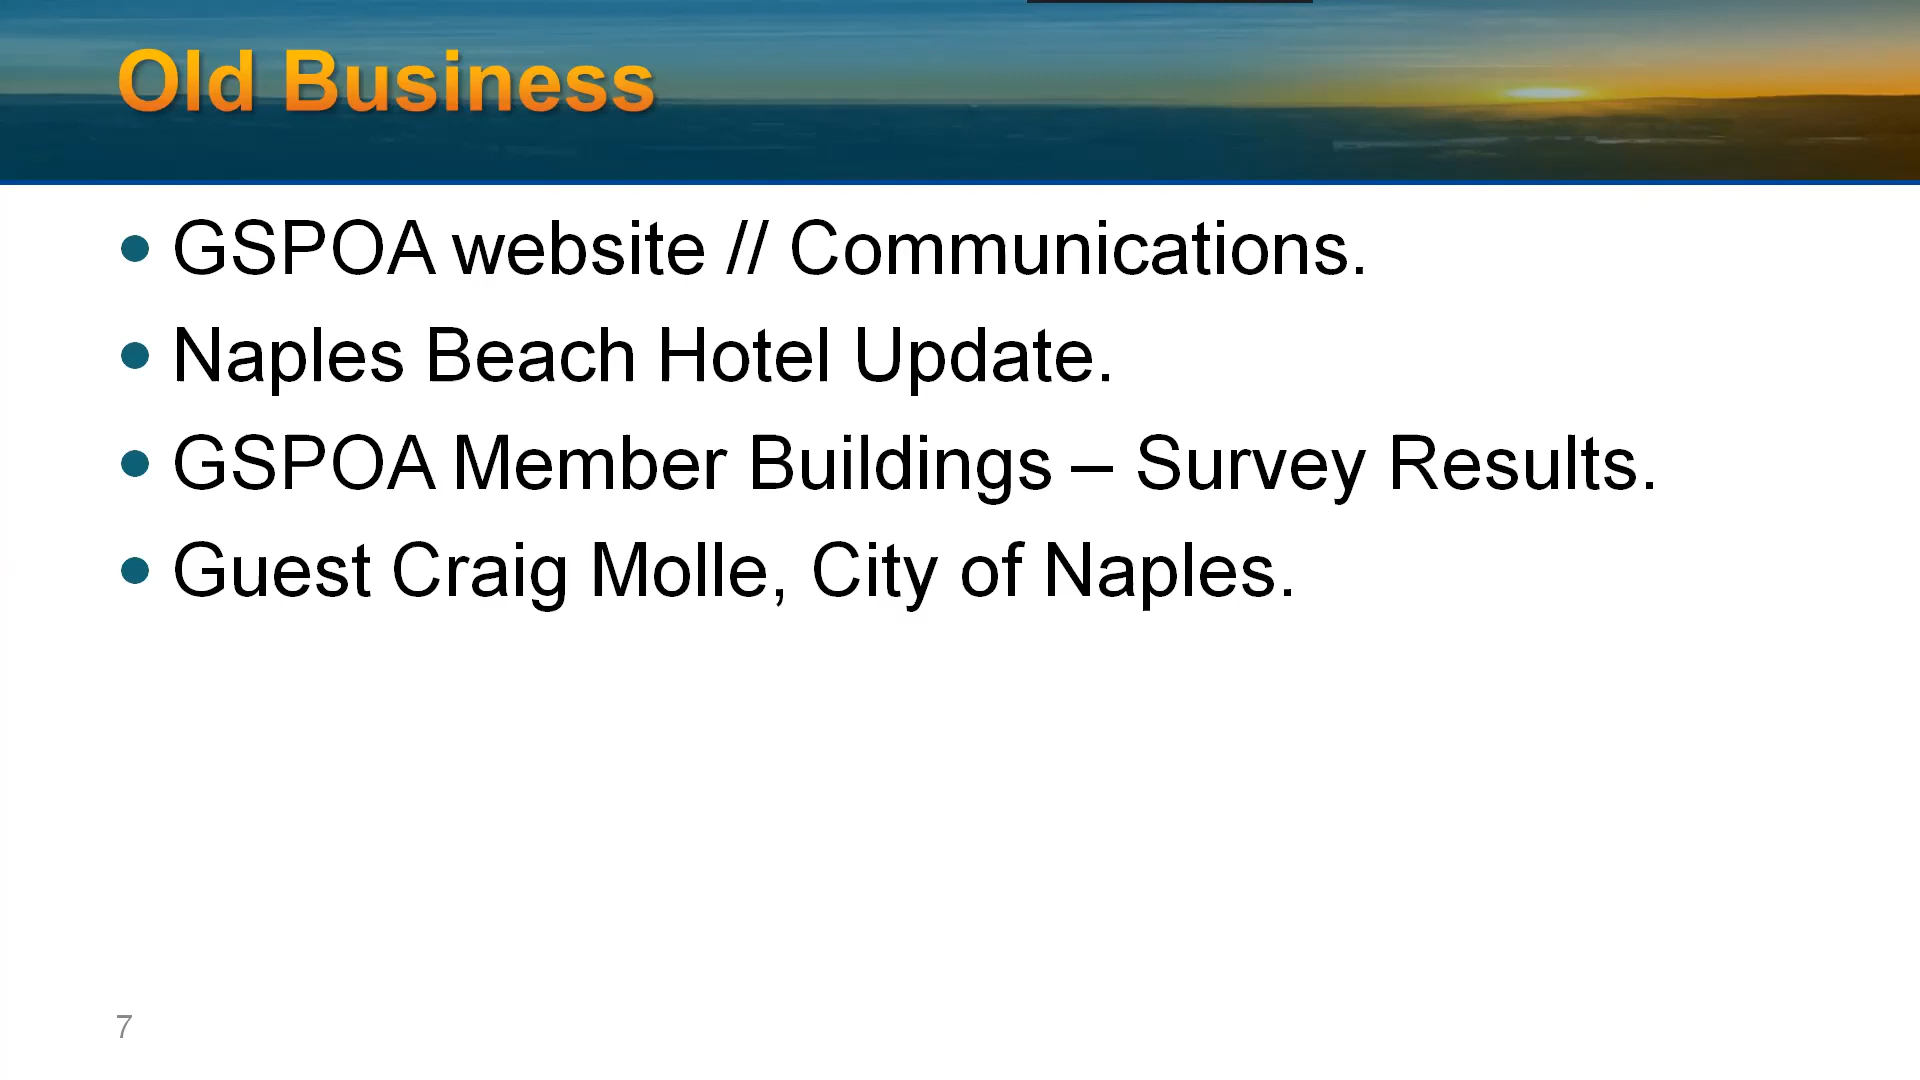 Old Business
• GSPOA website // Communications.
• Naples Beach Hotel Update.
• GSPOA Member Buildings – Survey Results.
• Guest Craig Molle, City of Naples.
7